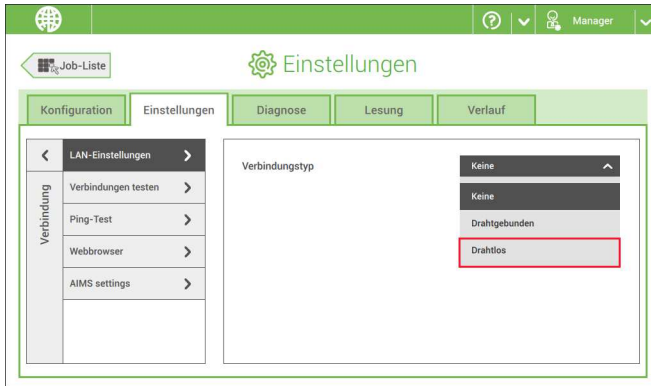 Manager
Job-Liste
Einstellungen
Konfiguration
Einstellungen
Diagnose
Lesung
Verlauf
Verbindung
LAN-Einstellungen
Verbindungen testen
Ping-Test
Webbrowser
AIMS settings
Verbindungstyp
Keine
Keine
Drahtgebunden
Drahtlos